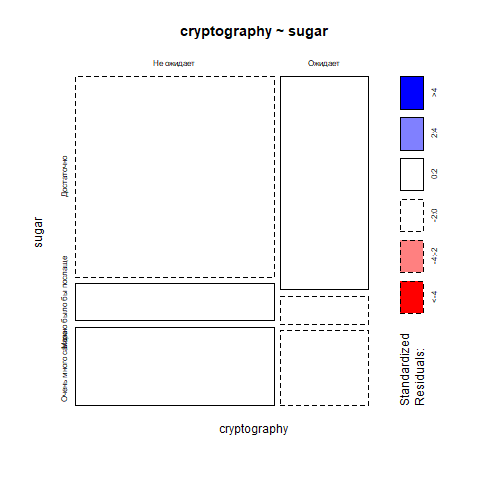 cryptography ~ sugar
Не ожидает
Ожидает
sugar
Достаточно
Можно было бы послаще
Очень много сахара
cryptography
Standardized
Residuals:
<-4
-4:-2
-2:0
0:2
2:4
>4